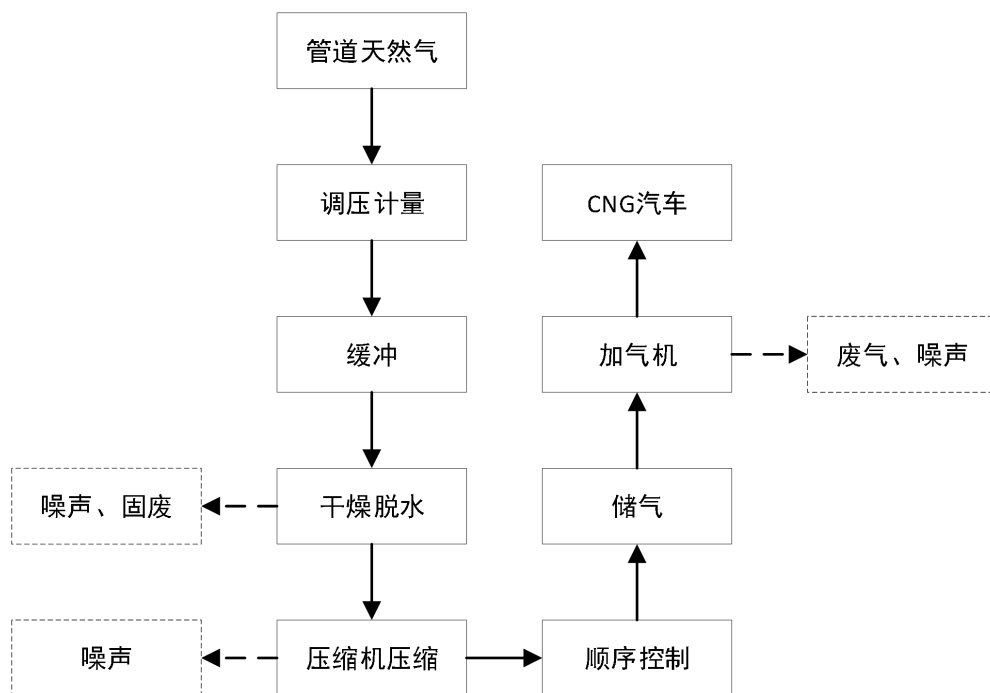 管道天然气
调压计量
CNG汽车
缓冲
加气机
废气、噪声
噪声、固废
干燥脱水
储气
噪声
压缩机压缩
顺序控制